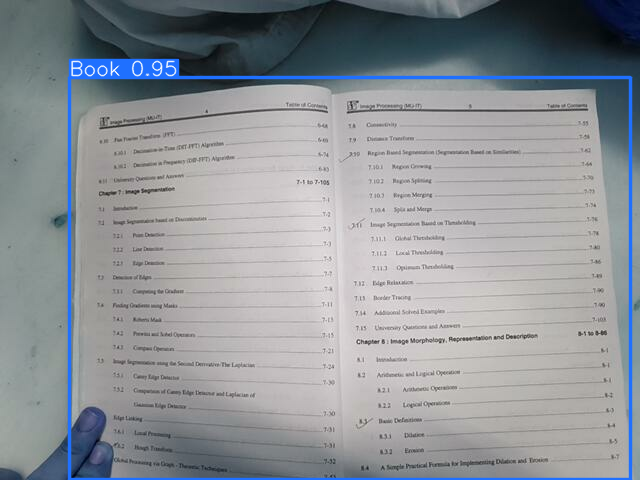 Book 0.95
Image Processing (MU-IT) 4 Table of Contents
6.10 Fast Fourier Transform (FFT) 6-68
6.10.1 Decimation-in-Time (DIT-FFT) Algorithm 6-69
6.10.2 Decimation in Frequency (DIF-FFT) Algorithm 6-74
6.11 University Questions and Answers 6-83
Chapter 7 : Image Segmentation 7-1 to 7-105
7.1 Introduction 7-1
7.2 Image Segmentation based on Discontinuities 7-2
7.2.1 Point Detection 7-3
7.2.2 Line Detection 7-3
7.2.3 Edge Detection 7-5
7.3 Detection of Edges 7-7
7.3.1 Computing the Gradient 7-8
7.4 Finding Gradients using Masks 7-11
7.4.1 Roberts Mask 7-13
7.4.2 Prewitts and Sobel Operators 7-15
7.4.3 Compass Operators 7-21
7.5 Image Segmentation using the Second Derivative-The Laplacian 7-24
7.5.1 Canny Edge Detector 7-30
7.5.2 Comparison of Canny Edge Detector and Laplacian of
Gaussian Edge Detector 7-30
Edge Linking 7-31
7.6.1 Local Processing 7-31
7.6.2 Hough Transform 7-32
Global Processing via Graph - Theoretic Techniques
Image Processing (MU-IT) 5 Table of Contents
7.8 Connectivity 7-55
7.9 Distance Transform 7-58
7.10 Region Based Segmentation (Segmentation Based on Similarities) 7-62
7.10.1 Region Growing 7-64
7.10.2 Region Splitting 7-70
7.10.3 Region Merging 7-73
7.10.4 Split and Merge 7-74
7.11 Image Segmentation Based on Thresholding 7-76
7.11.1 Global Thresholding 7-78
7.11.2 Local Thresholding 7-80
7.11.3 Optimum Thresholding 7-86
7.12 Edge Relaxation 7-89
7.13 Border Tracing 7-90
7.14 Additional Solved Examples 7-90
7.15 University Questions and Answers 7-103
Chapter 8 : Image Morphology, Representation and Description 8-1 to 8-86
8.1 Introduction 8-1
8.2 Arithmetic and Logical Operation 8-1
8.2.1 Arithmetic Operations 8-1
8.2.2 Logical Operations 8-2
8.3 Basic Definitions 8-3
8.3.1 Dilation 8-4
8.3.2 Erosion 8-5
8.4 A Simple Practical Formula for Implementing Dilation and Erosion 8-7